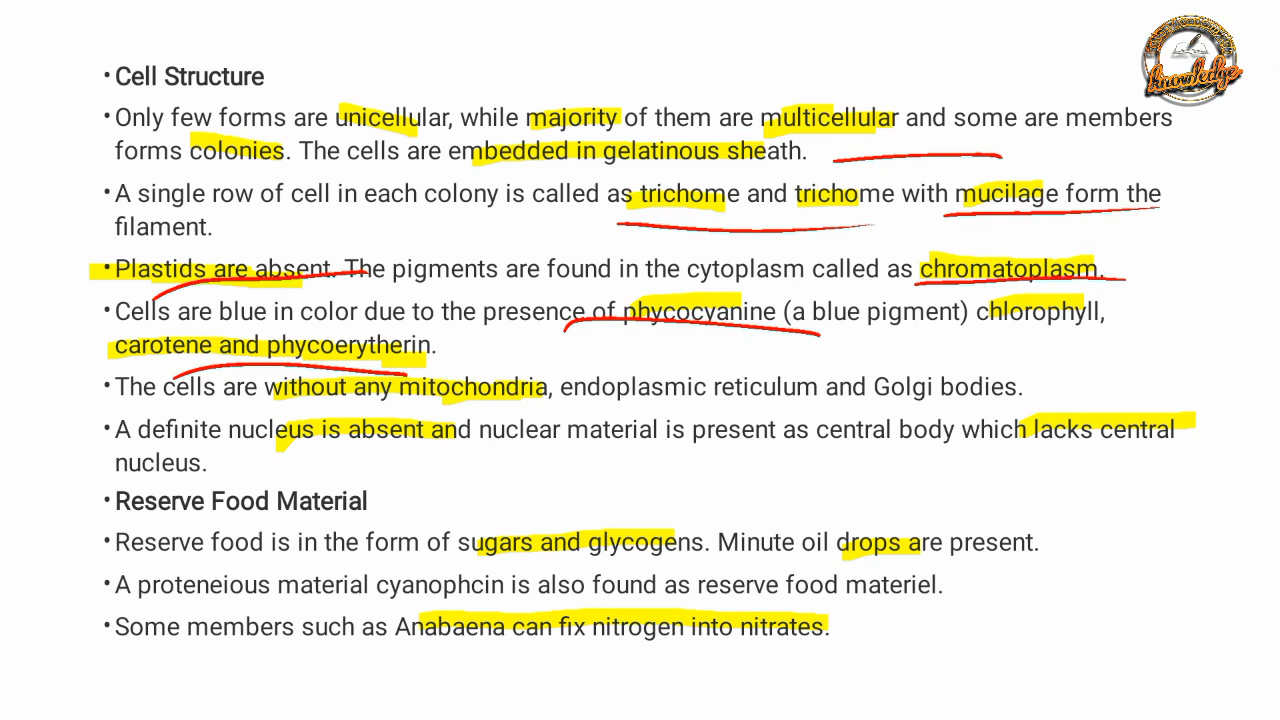 • Cell Structure
• Only few forms are unicellular, while majority of them are multicellular and some are members
forms colonies. The cells are embedded in gelatinous sheath.
• A single row of cell in each colony is called as trichome and trichome with mucilage form the
filament.
• Plastids are absent. The pigments are found in the cytoplasm called as chromatoplasm.
• Cells are blue in color due to the presence of phycocyanine (a blue pigment) chlorophyll,
carotene and phycoerytherin.
• The cells are without any mitochondria, endoplasmic reticulum and Golgi bodies.
• A definite nucleus is absent and nuclear material is present as central body which lacks central
nucleus.
• Reserve Food Material
• Reserve food is in the form of sugars and glycogens. Minute oil drops are present.
• A proteneious material cyanophcin is also found as reserve food materiel.
• Some members such as Anabaena can fix nitrogen into nitrates.
knowledge